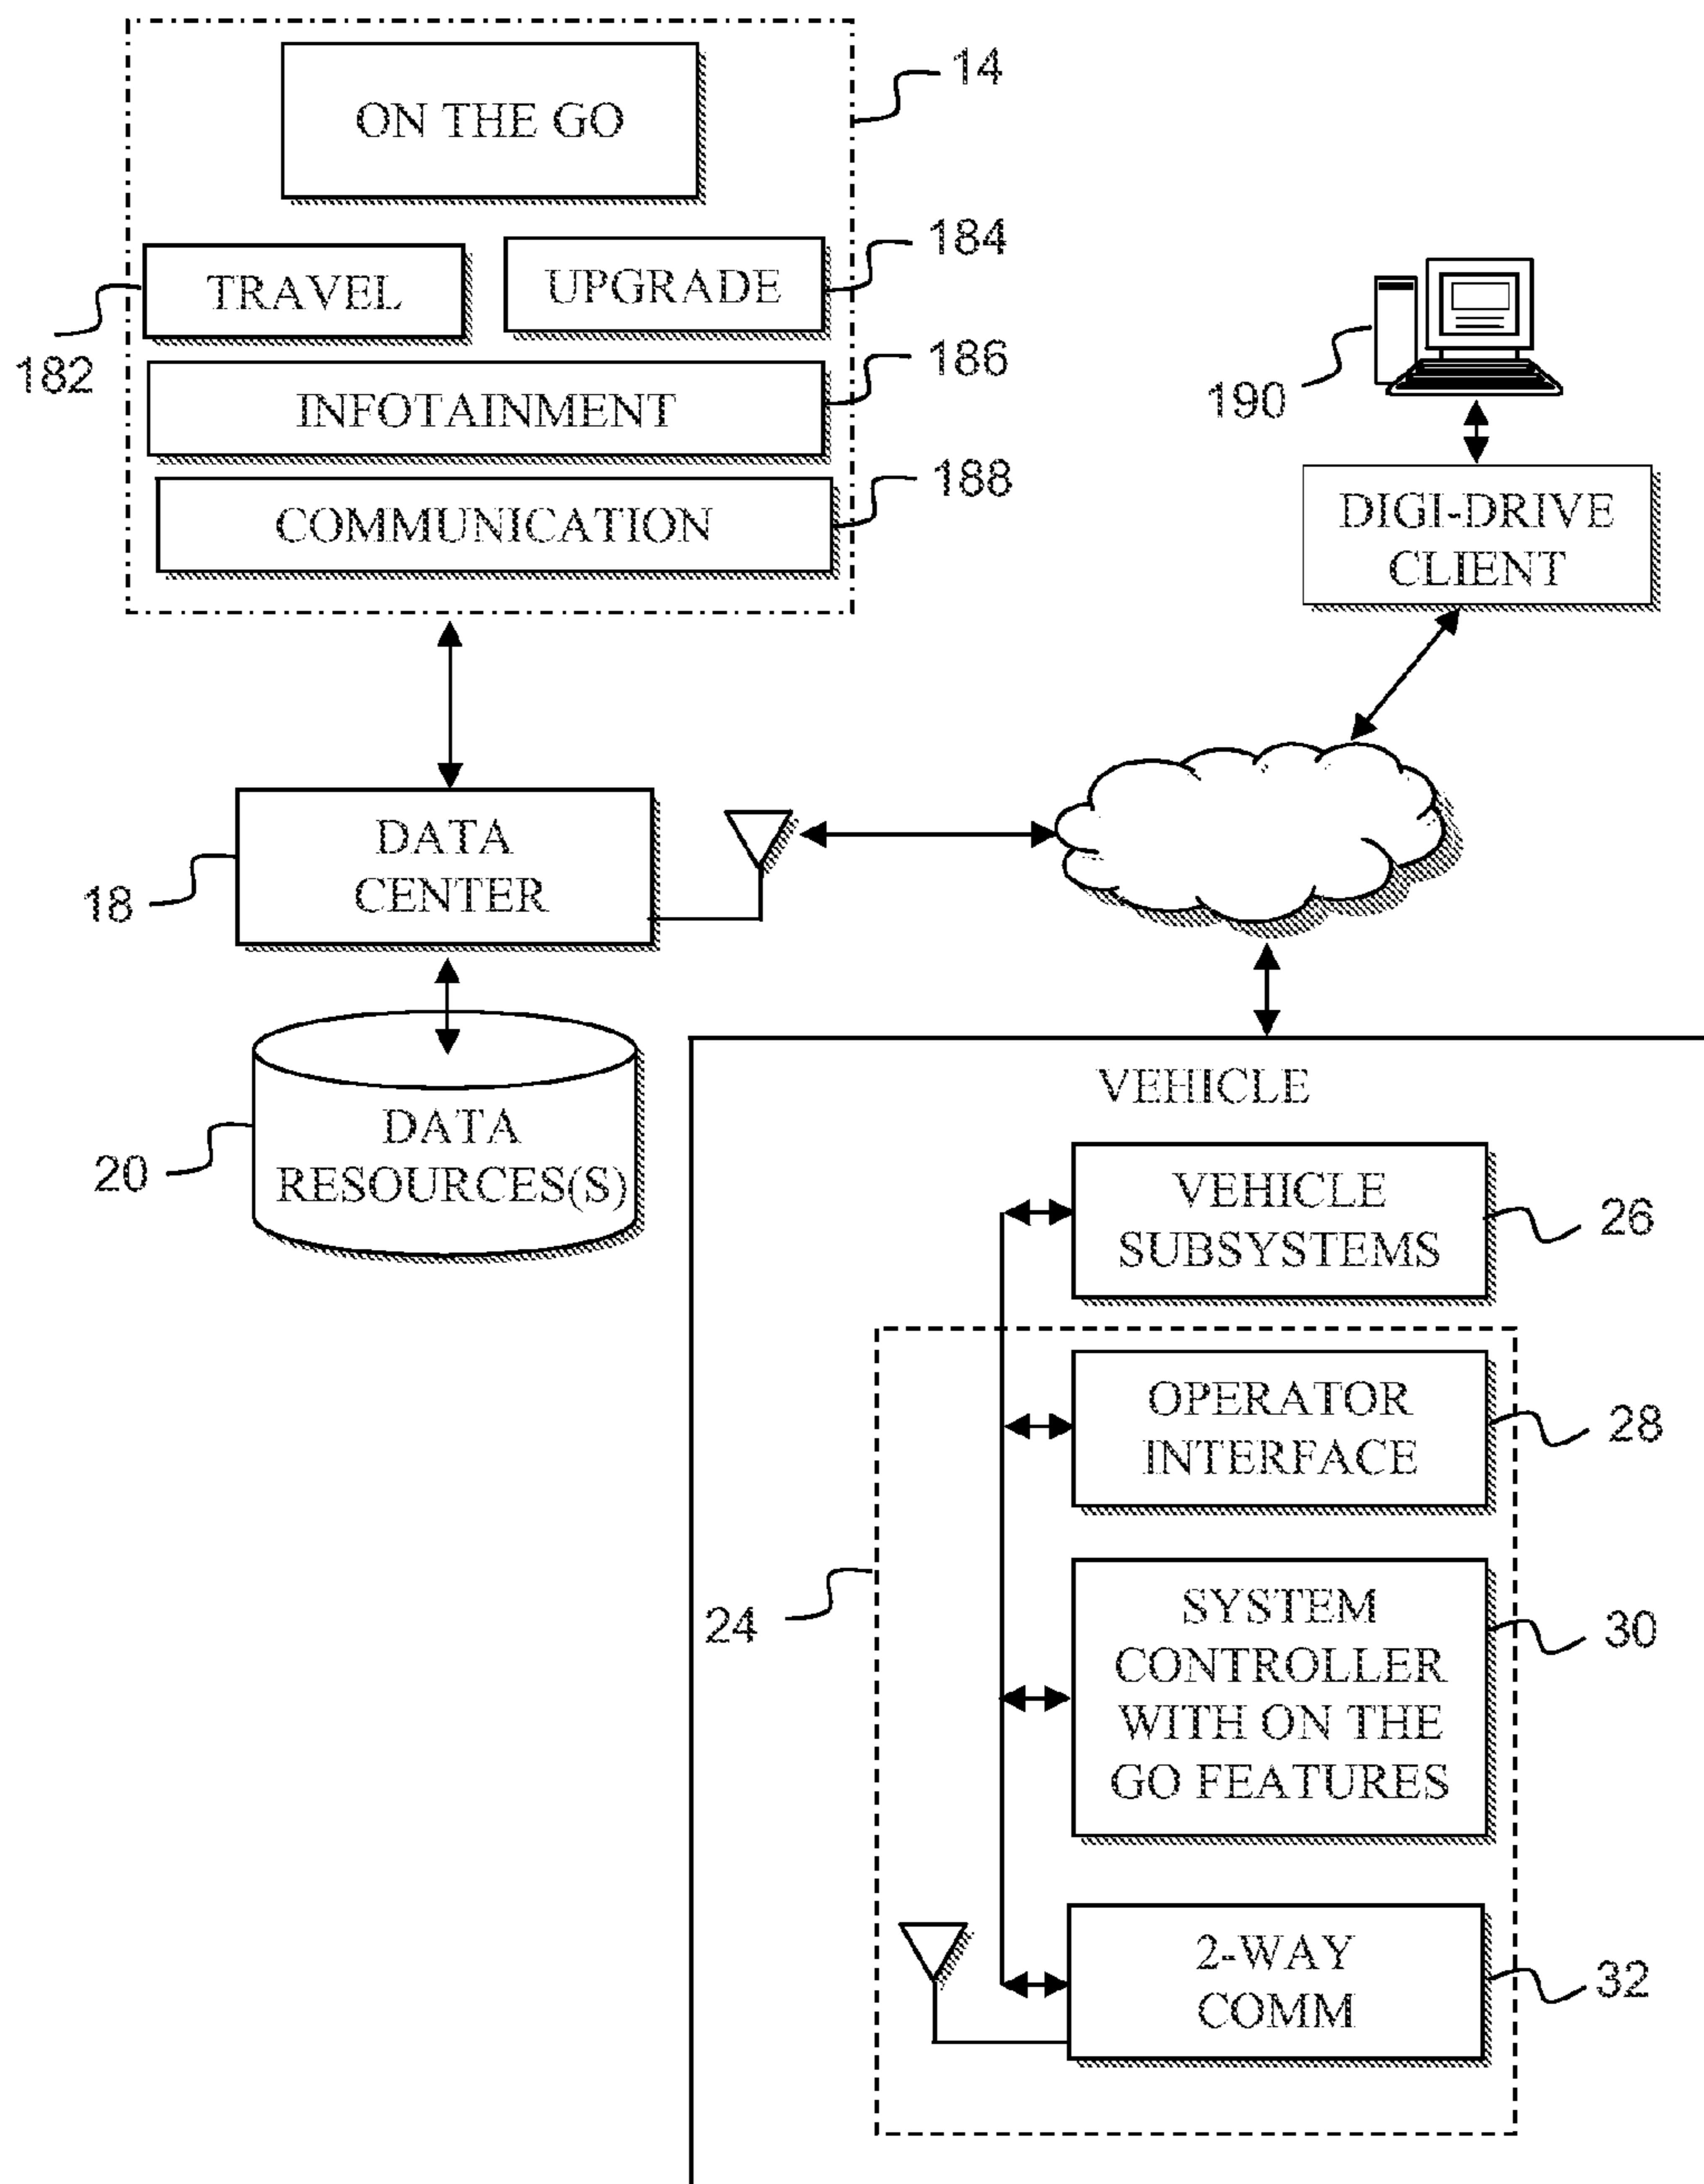 14
ON THE GO
184
TRAVEL
UPGRADE
182
186
INFOTAINMENT
188
COMMUNICATION
190
DIGI-DRIVE
CLIENT
DATA
CENTER
18
DATA
RESOURCES(S)
20
VEHICLE
VEHICLE
SUBSYSTEMS
26
OPERATOR
INTERFACE
28
24
SYSTEM
CONTROLLER
WITH ON THE
GO FEATURES
30
2-WAY
COMM
32